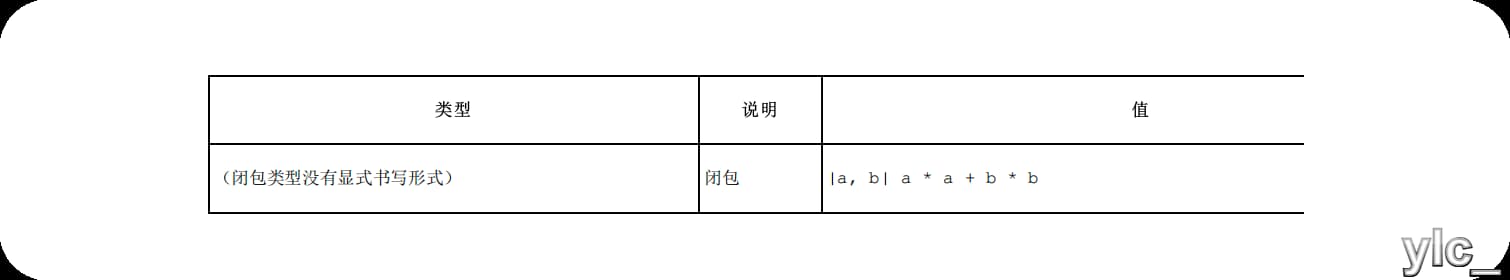 类型 说明 值
（闭包类型没有显式书写形式） 闭包 |a, b| a * a + b * b
ylc_